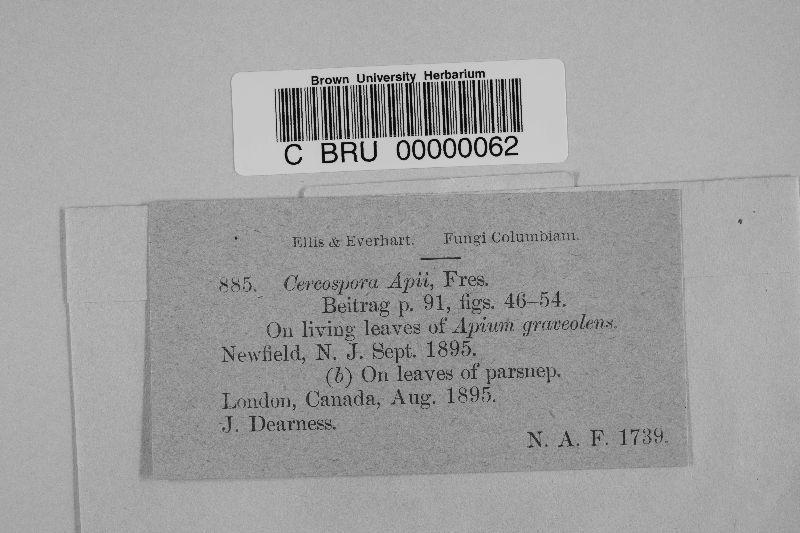 Brown University Herbarium
C BRU 00000062
Ellis & Everhart. Fungi Columbiani.
885. Cercospora Apii, Fres.
Beitrag p. 91, figs. 46–54.
On living leaves of Apium graveolens.
Newfield, N. J. Sept. 1895.
(b) On leaves of parsnep.
London, Canada, Aug. 1895.
J. Dearness.
N. A. F. 1739.